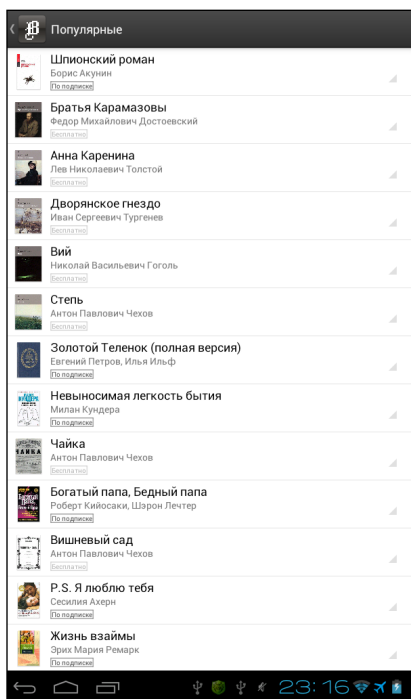 Популярные
Шпионский роман
Борис Акунин
По подписке
Братья Карамазовы
Федор Михайлович Достоевский
Бесплатно
Анна Каренина
Лев Николаевич Толстой
Бесплатно
Дворянское гнездо
Иван Сергеевич Тургенев
Бесплатно
Вий
Николай Васильевич Гоголь
Бесплатно
Степь
Антон Павлович Чехов
Бесплатно
Золотой Теленок (полная версия)
Евгений Петров, Илья Ильф
По подписке
Невыносимая легкость бытия
Милан Кундера
По подписке
Чайка
Антон Павлович Чехов
Бесплатно
Богатый папа, Бедный папа
Роберт Кийосаки, Шэрон Лечтер
По подписке
Вишневый сад
Антон Павлович Чехов
Бесплатно
P.S. Я люблю тебя
Сесилия Ахерн
По подписке
Жизнь взаймы
Эрих Мария Ремарк
По подписке
23:16